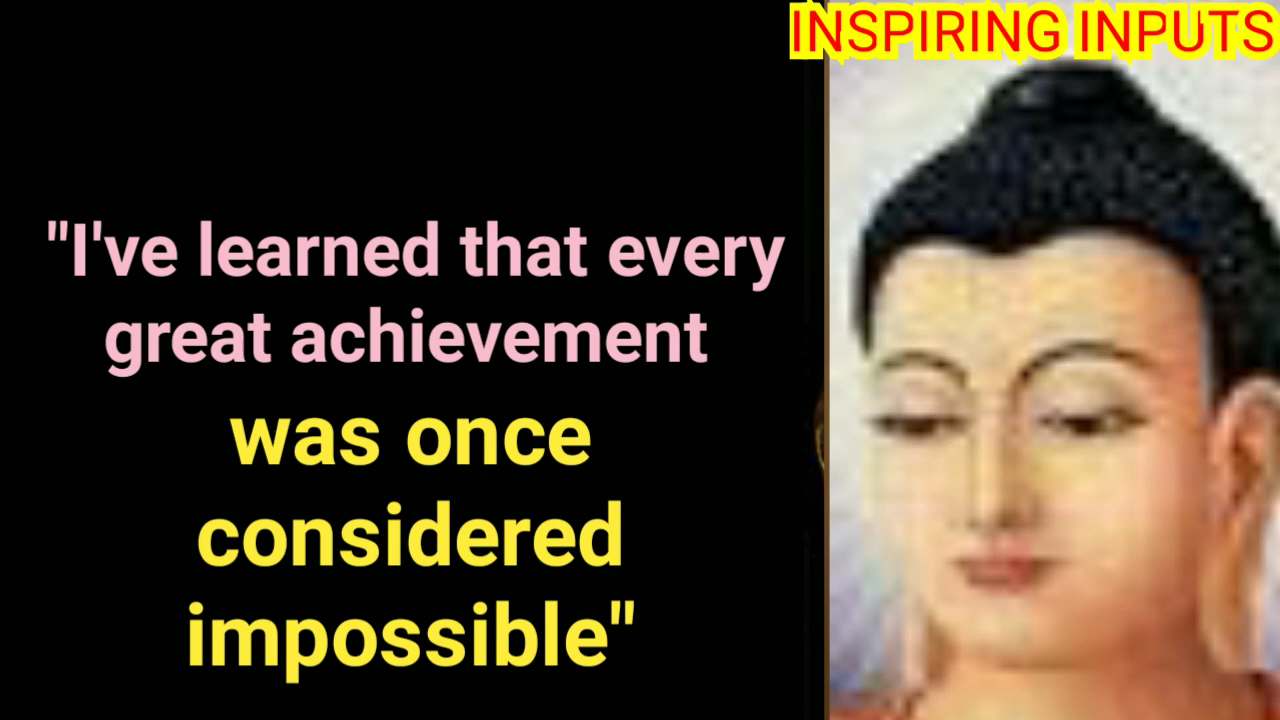 INSPIRING INPUTS
"I've learned that every
great achievement
was once
considered
impossible"